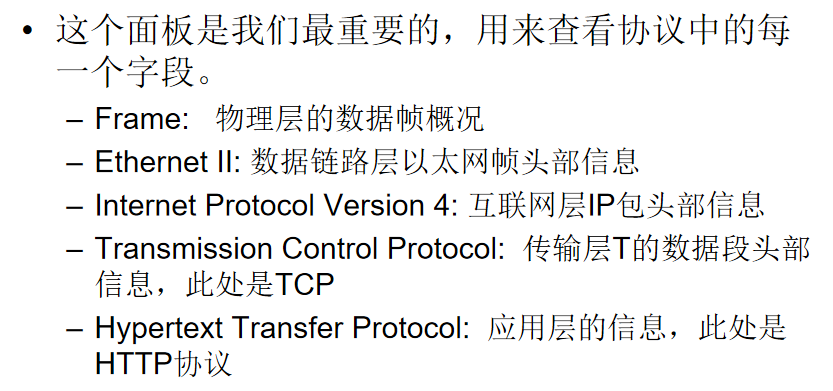 • 这个面板是我们最重要的，用来查看协议中的每
一个字段。
– Frame: 物理层的数据帧概况
– Ethernet II: 数据链路层以太网帧头部信息
– Internet Protocol Version 4: 互联网层IP包头部信息
– Transmission Control Protocol: 传输层T的数据段头部
信息，此处是TCP
– Hypertext Transfer Protocol: 应用层的信息，此处是
HTTP协议